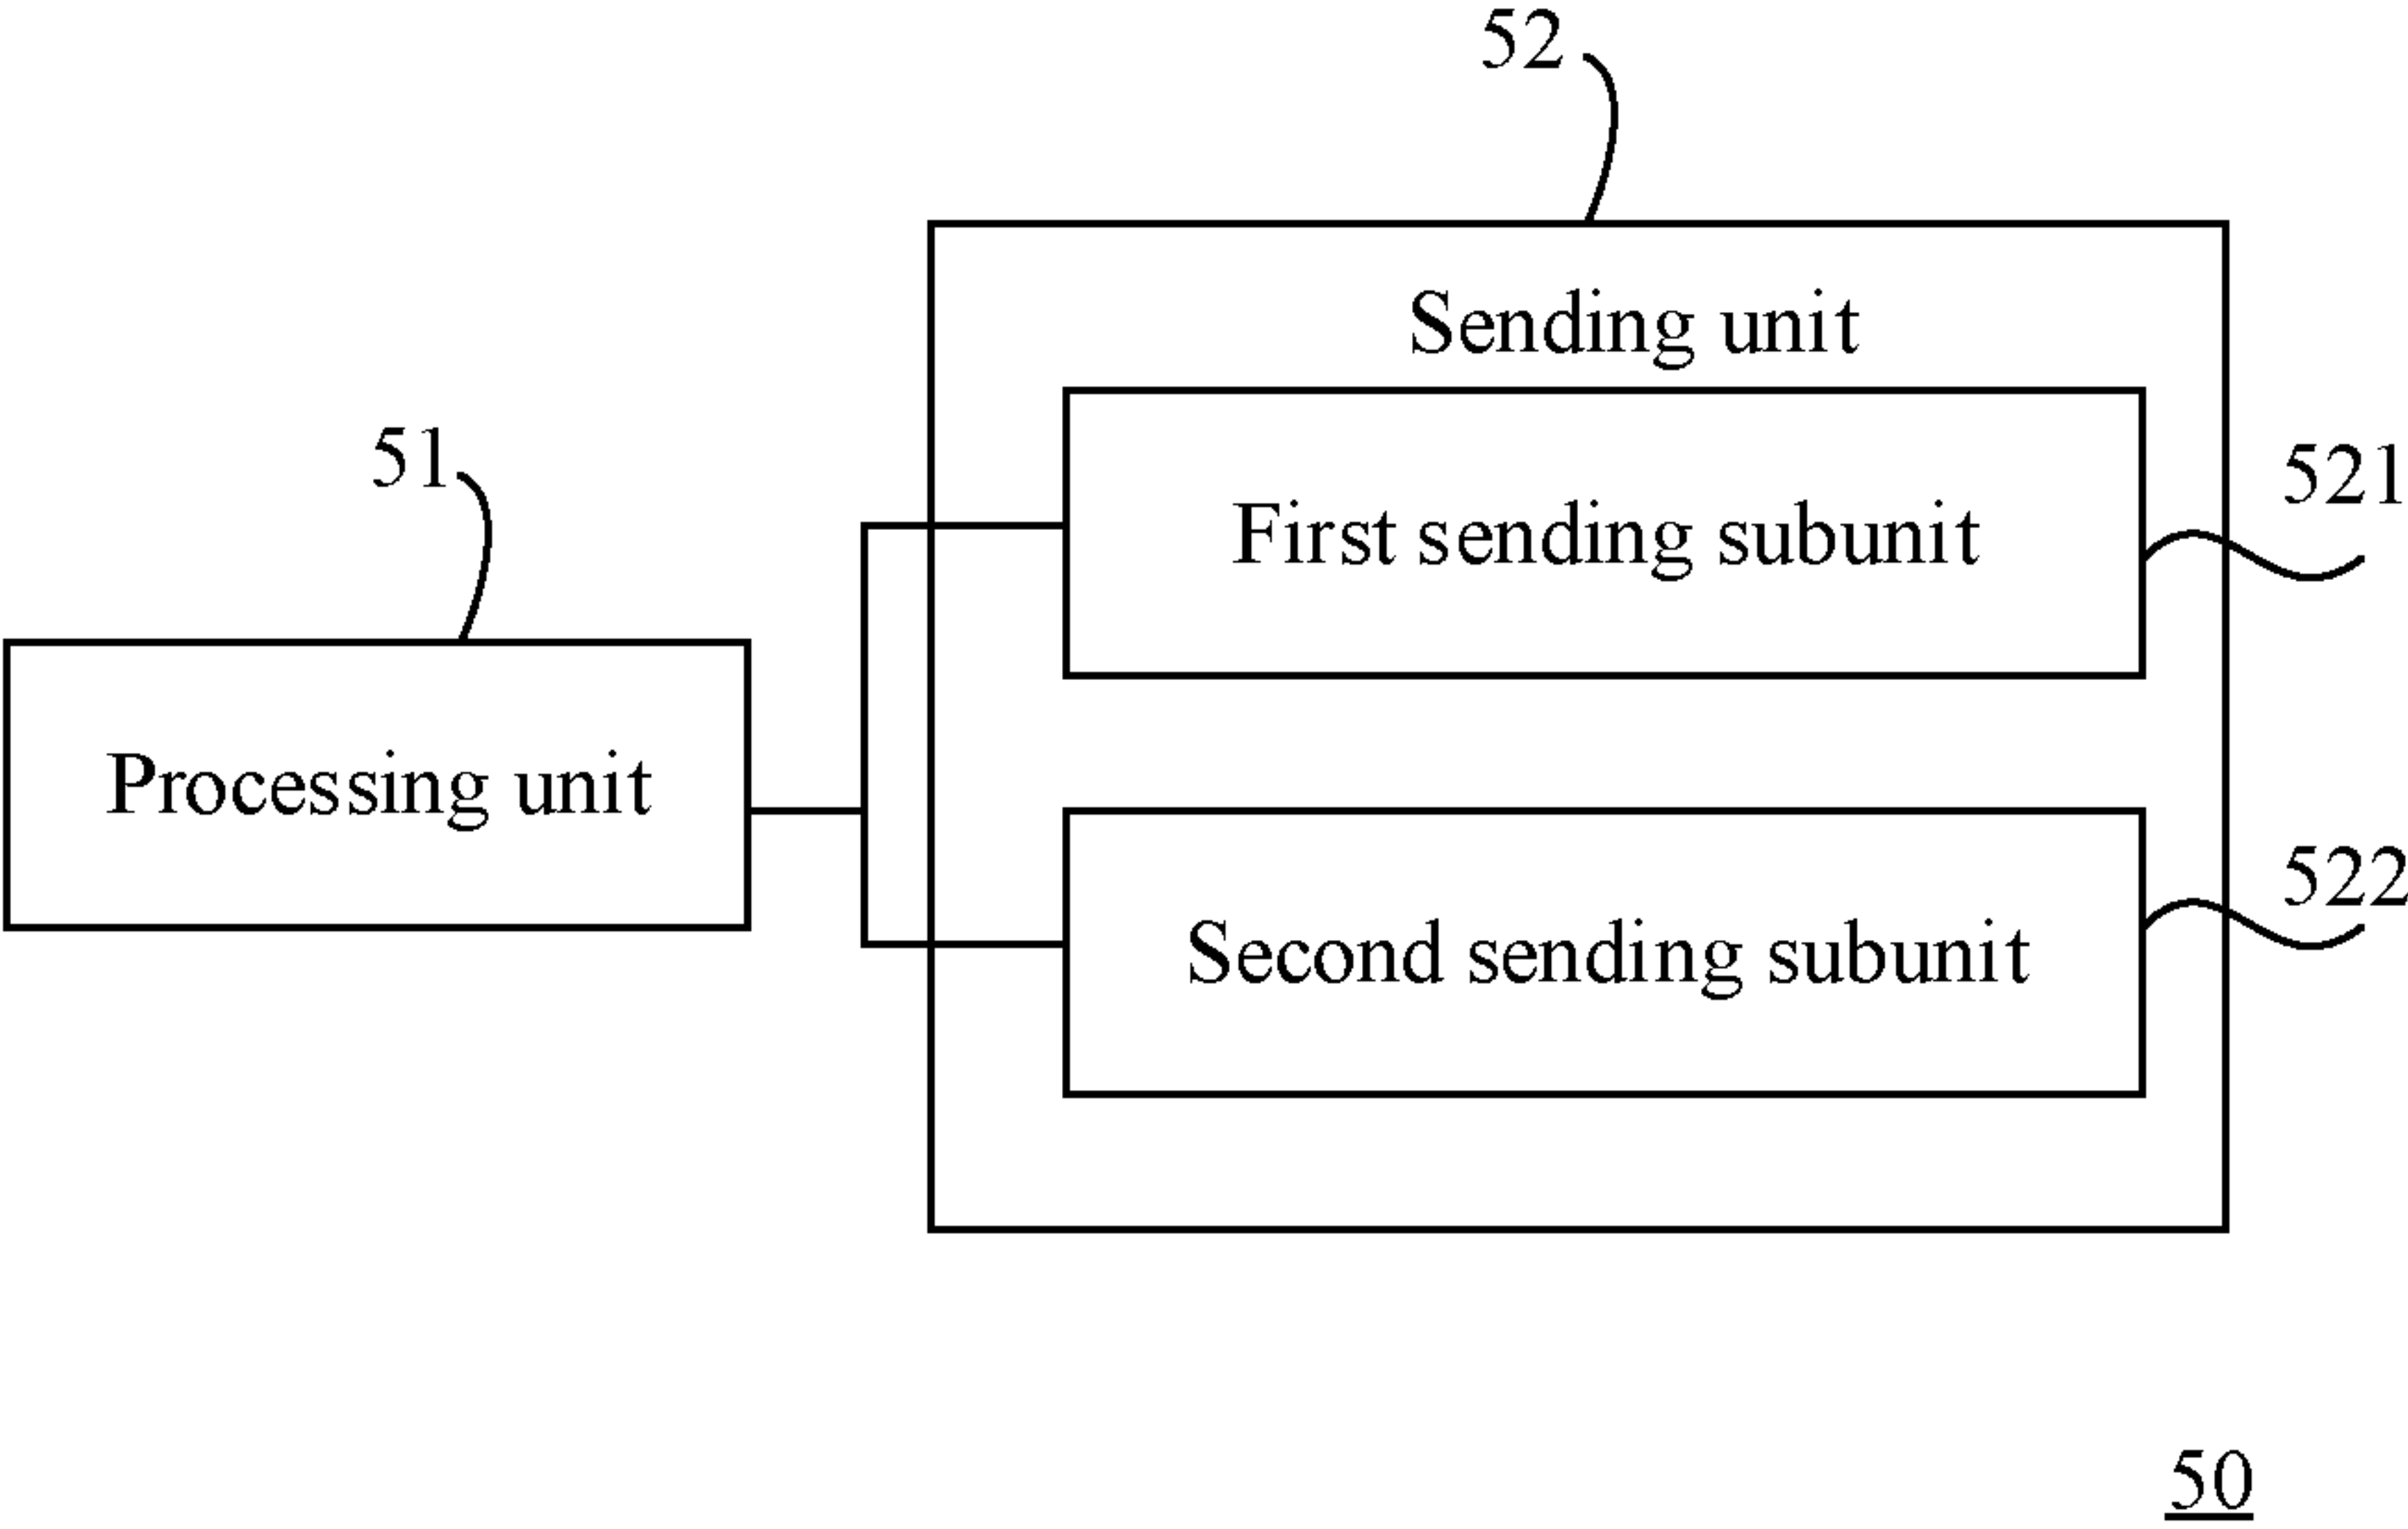 52
Sending unit
51
521
First sending subunit
Processing unit
522
Second sending subunit
50